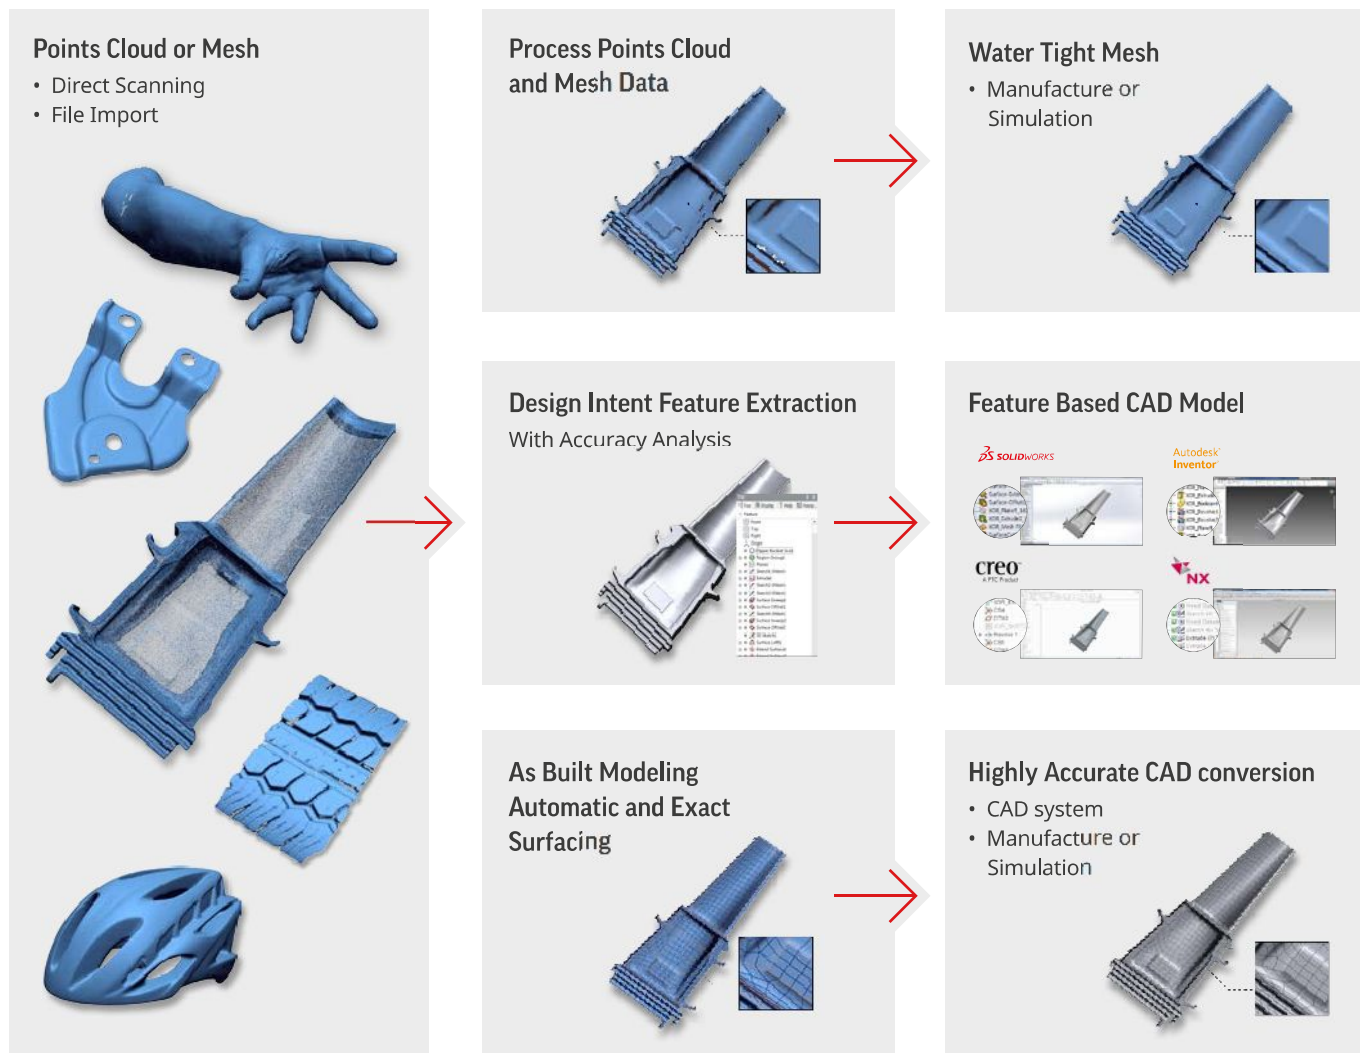 Points Cloud or Mesh
• Direct Scanning
• File Import
Process Points Cloud
and Mesh Data
Water Tight Mesh
• Manufacture or
Simulation
Design Intent Feature Extraction
With Accuracy Analysis
Feature Based CAD Model
SOLIDWORKS
Autodesk
Inventor
creo
A PTC Product
NX
As Built Modeling
Automatic and Exact
Surfacing
Highly Accurate CAD conversion
• CAD system
• Manufacture or
Simulation